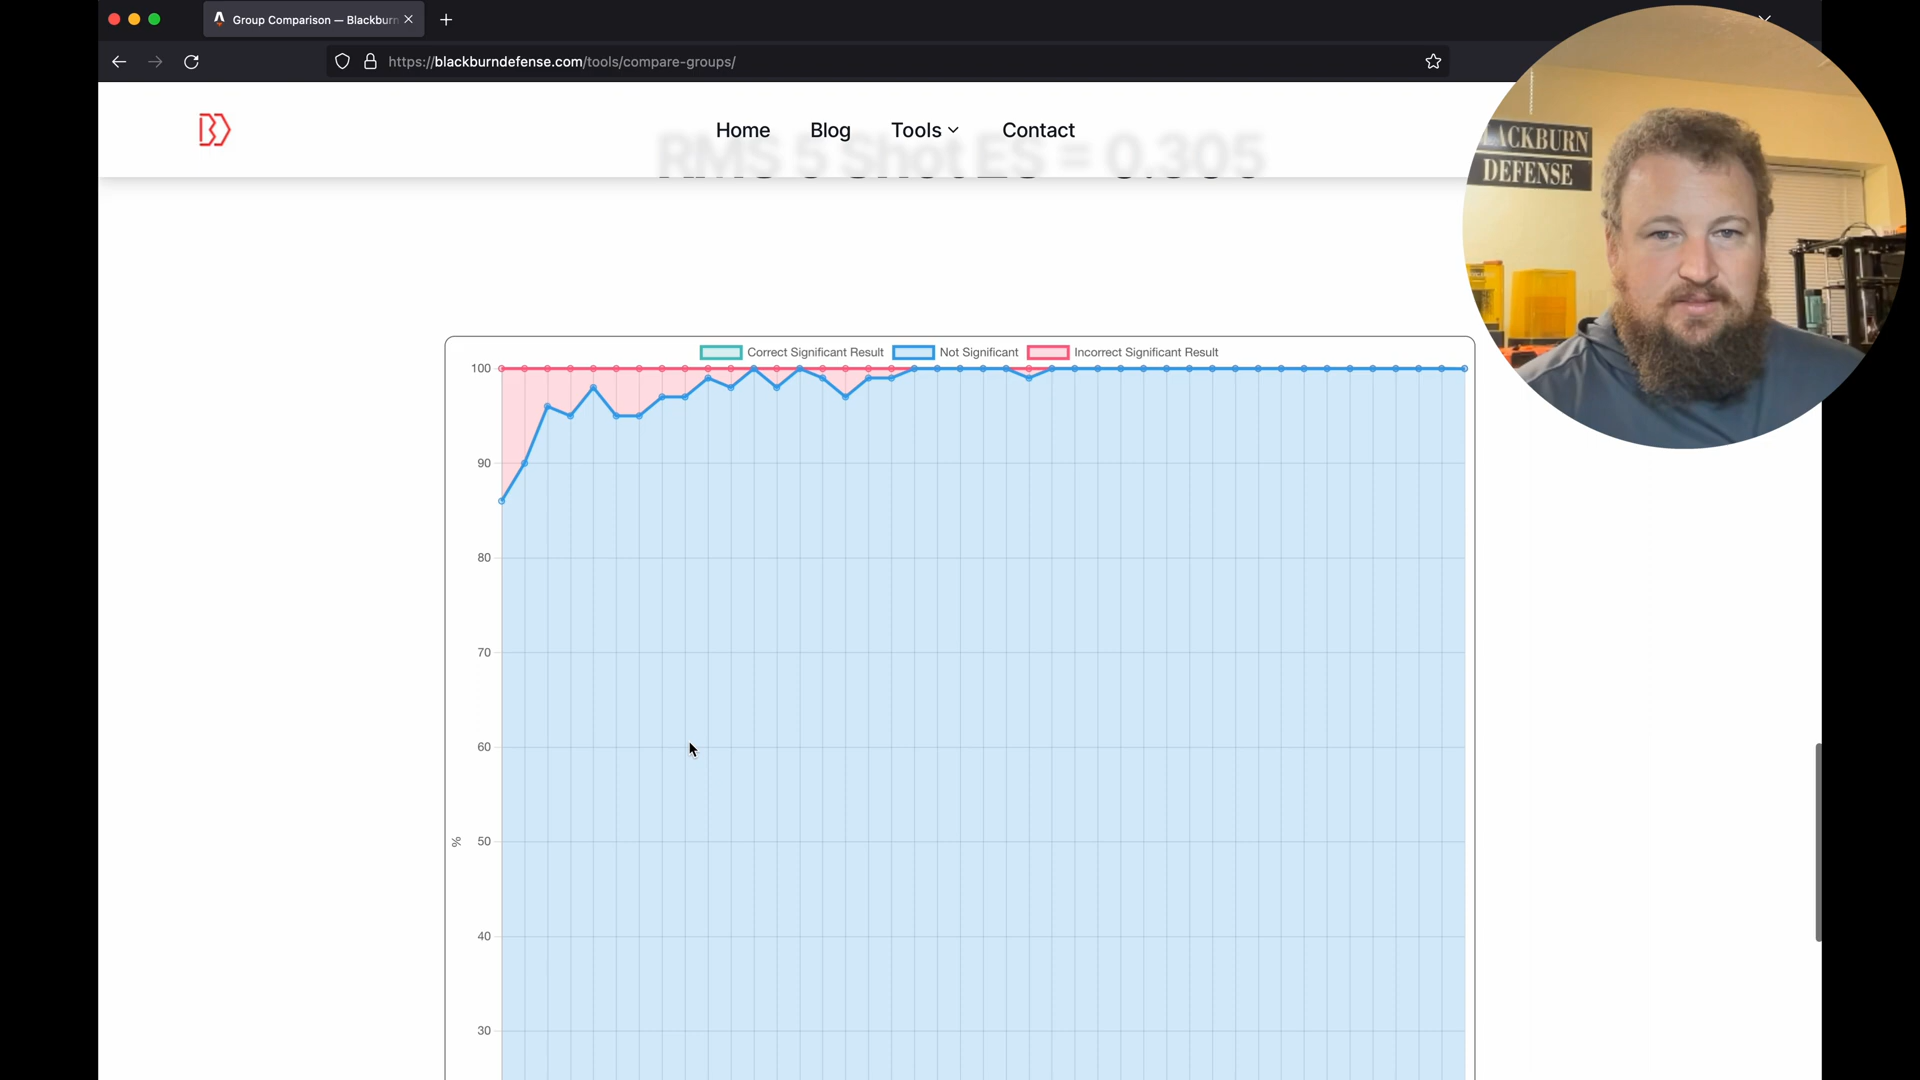 Group Comparison — Blackburn
https://blackburndefense.com/tools/compare-groups/
Home Blog Tools Contact
RMS 5 Shot ES = 0.305
BLACKBURN
DEFENSE
Correct Significant Result Not Significant Incorrect Significant Result
100
90
80
70
60
50
%
40
30